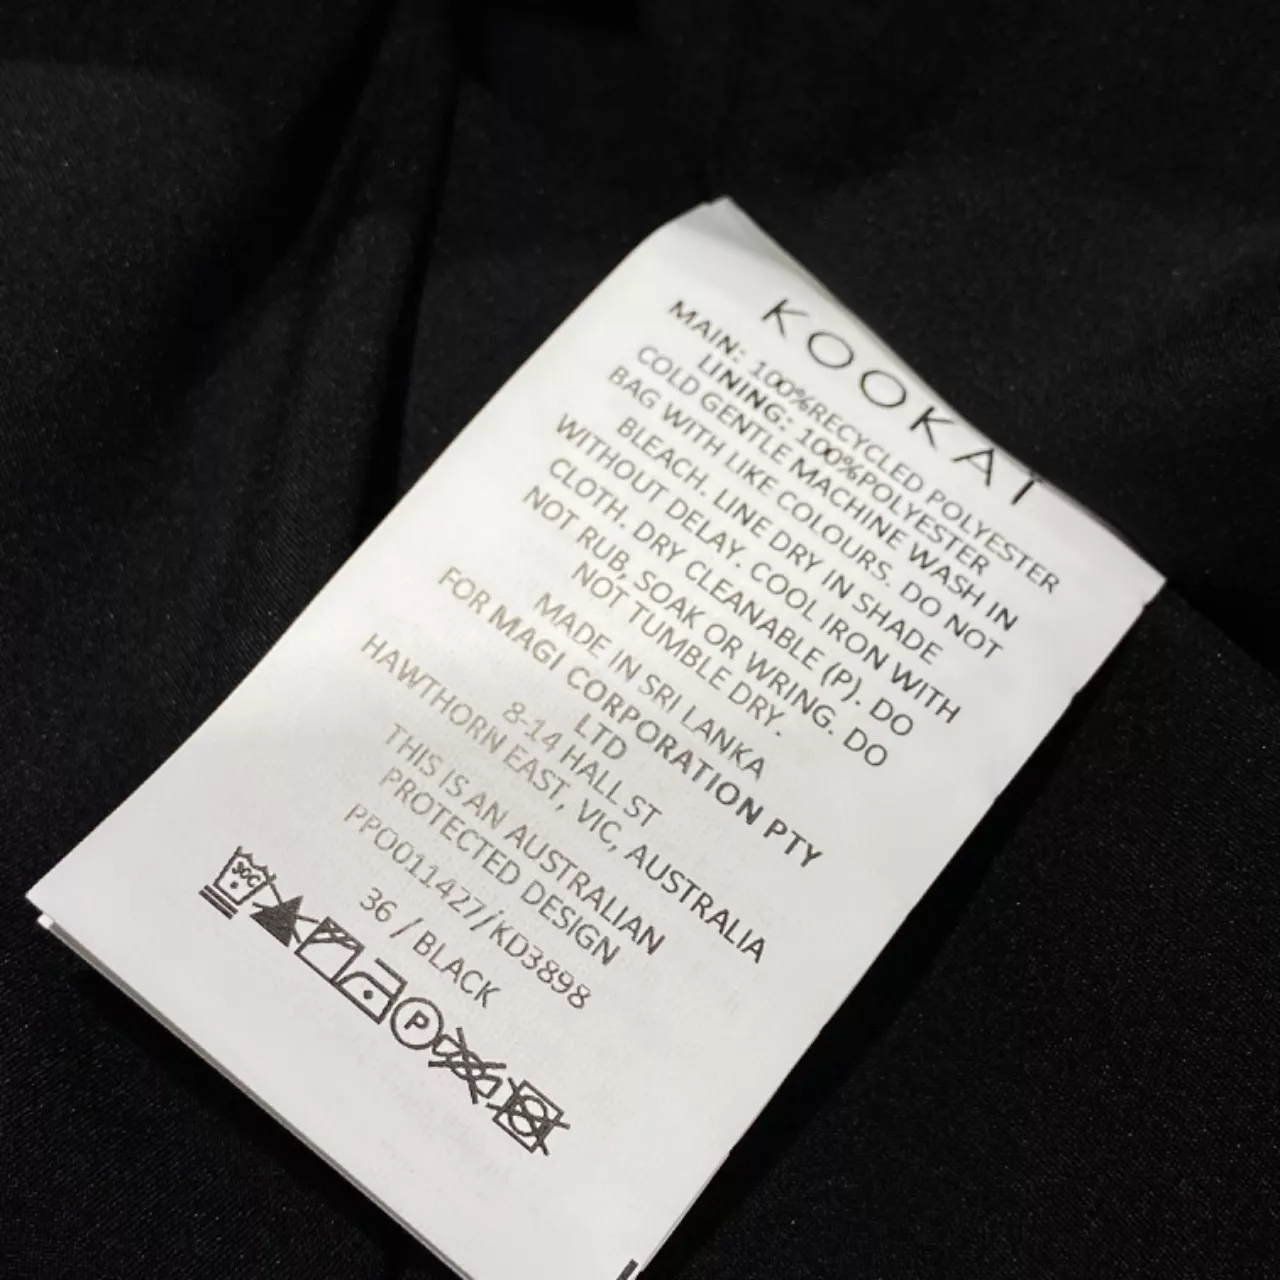 KOOKAI
MAIN: 100%RECYCLED POLYESTER
LINING: 100%POLYESTER
COLD GENTLE MACHINE WASH IN
BAG WITH LIKE COLOURS. DO NOT
BLEACH. LINE DRY IN SHADE
WITHOUT DELAY. COOL IRON WITH
CLOTH. DRY CLEANABLE (P). DO
NOT RUB, SOAK OR WRING. DO
NOT TUMBLE DRY.
MADE IN SRI LANKA
FOR MAGI CORPORATION PTY
LTD
8-14 HALL ST
HAWTHORN EAST, VIC, AUSTRALIA
THIS IS AN AUSTRALIAN
PROTECTED DESIGN
PPO011427/KD3898
36 / BLACK
30C
P